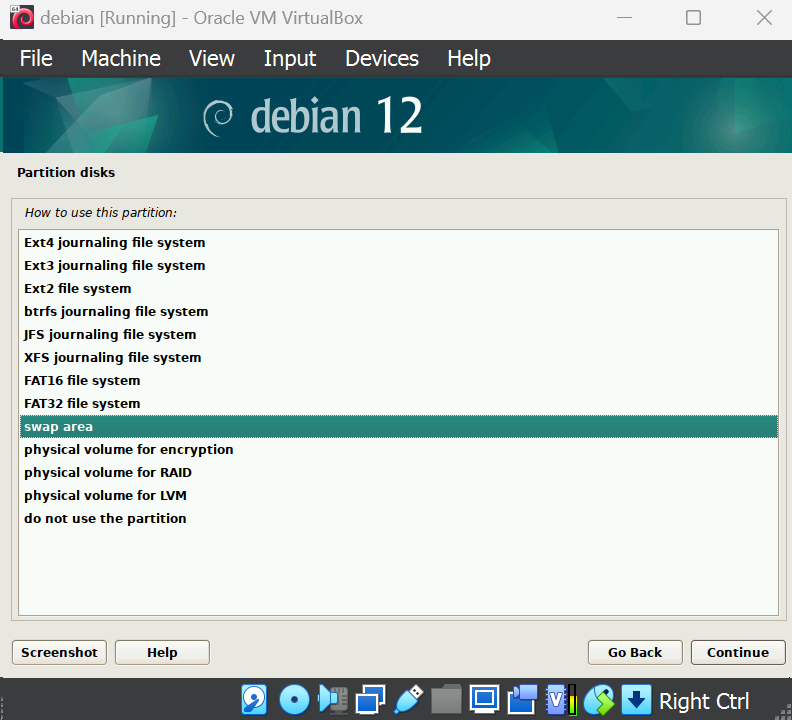 debian [Running] - Oracle VM VirtualBox
File Machine View Input Devices Help
debian 12
Partition disks
How to use this partition:
Ext4 journaling file system
Ext3 journaling file system
Ext2 file system
btrfs journaling file system
JFS journaling file system
XFS journaling file system
FAT16 file system
FAT32 file system
swap area
physical volume for encryption
physical volume for RAID
physical volume for LVM
do not use the partition
Screenshot Help Go Back Continue
V Right Ctrl